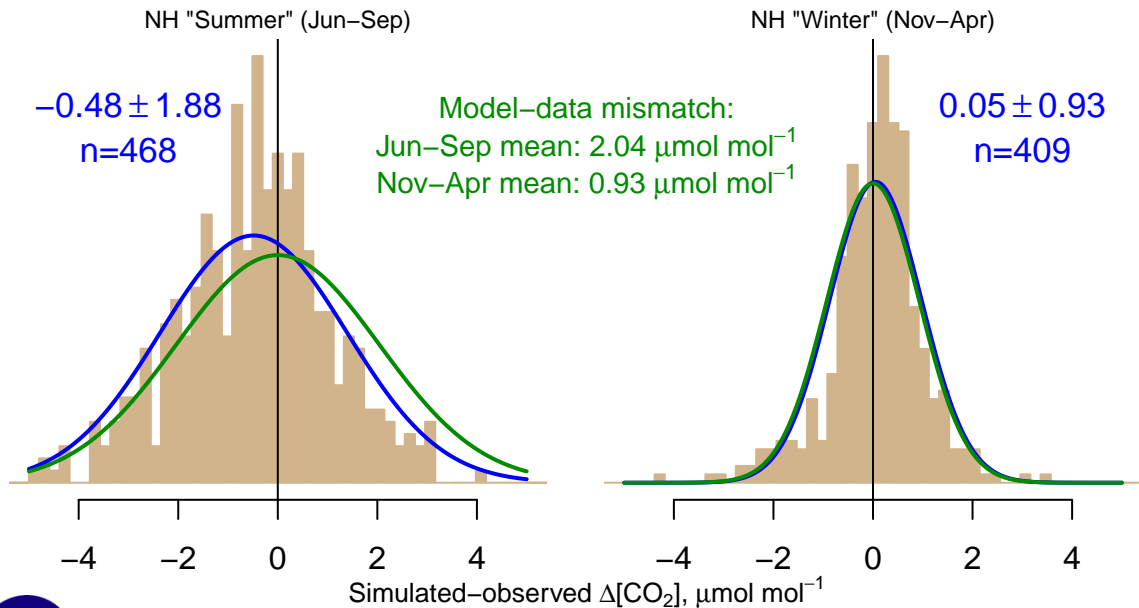 NH "Summer" (Jun−Sep)
NH "Winter" (Nov−Apr)
−0.48 ± 1.88
n=468
Model−data mismatch:
Jun−Sep mean: 2.04 μmol mol⁻¹
Nov−Apr mean: 0.93 μmol mol⁻¹
0.05 ± 0.93
n=409
−4 −2 0 2 4
−4 −2 0 2 4
Simulated−observed Δ[CO₂], μmol mol⁻¹